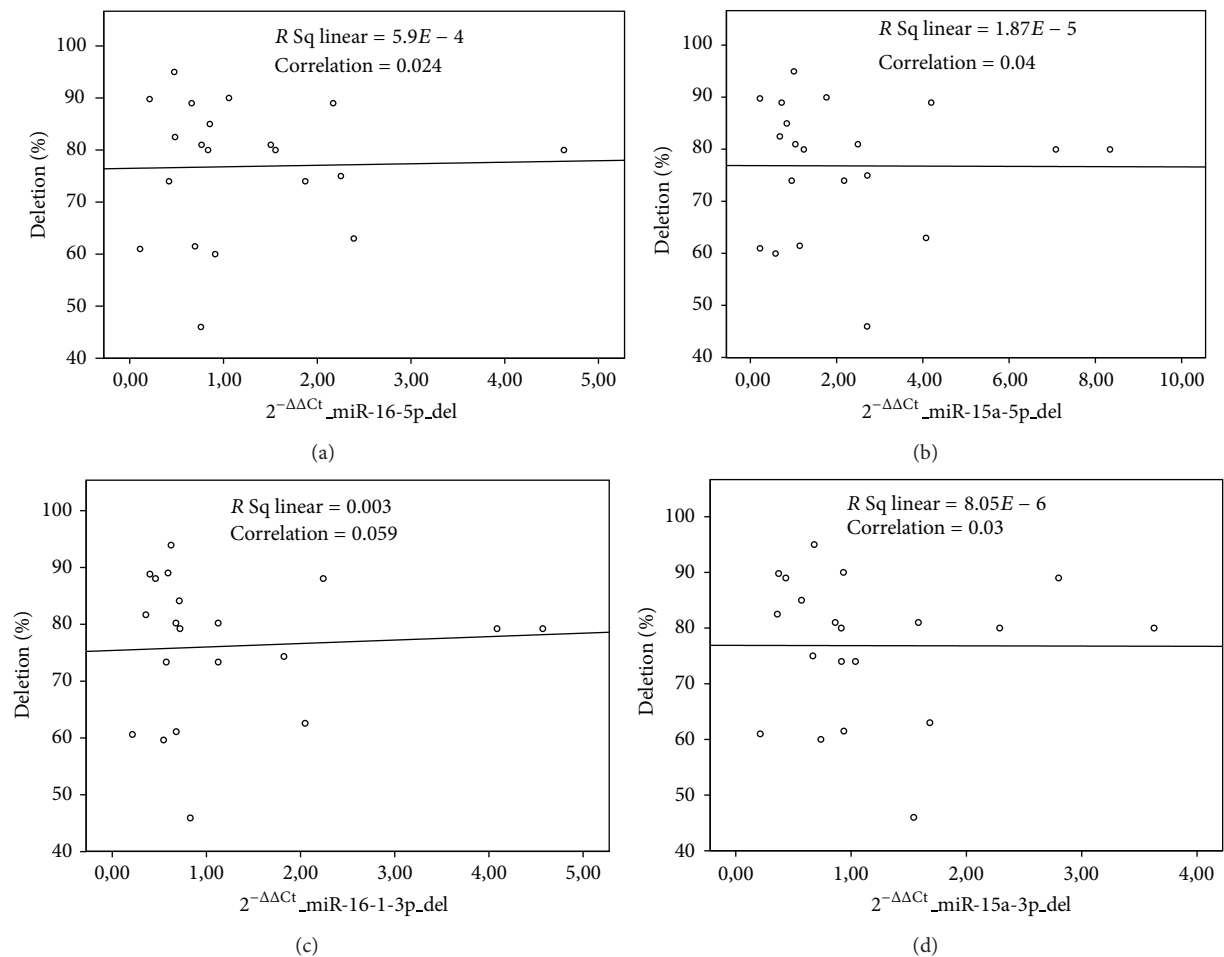 R Sq linear = 5.9E − 4
Correlation = 0.024
100
90
80
70
60
50
40
Deletion (%)
0,00 1,00 2,00 3,00 4,00 5,00
2^−ΔΔCt_miR-16-5p_del
(a)
R Sq linear = 1.87E − 5
Correlation = 0.04
100
90
80
70
60
50
40
Deletion (%)
0,00 2,00 4,00 6,00 8,00 10,00
2^−ΔΔCt_miR-15a-5p_del
(b)
R Sq linear = 0.003
Correlation = 0.059
100
90
80
70
60
50
40
Deletion (%)
0,00 1,00 2,00 3,00 4,00 5,00
2^−ΔΔCt_miR-16-1-3p_del
(c)
R Sq linear = 8.05E − 6
Correlation = 0.03
100
90
80
70
60
50
40
Deletion (%)
0,00 1,00 2,00 3,00 4,00
2^−ΔΔCt_miR-15a-3p_del
(d)